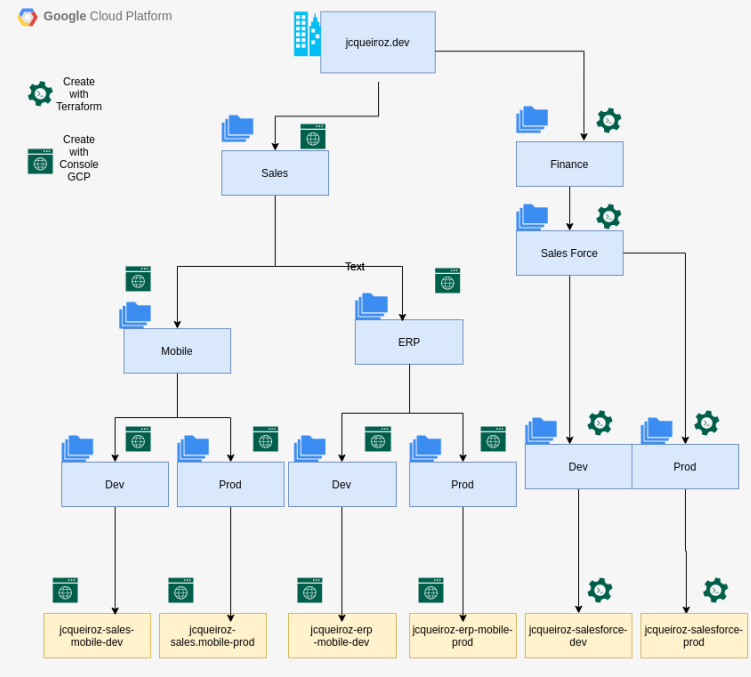 Google Cloud Platform
jcqueiroz.dev
Create
with
Terraform
Create
with
Console
GCP
Sales
Finance
Sales Force
Text
Mobile
ERP
Dev
Prod
Dev
Prod
Dev
Prod
jcqueiroz-sales-
mobile-dev
jcqueiroz-
sales.mobile-prod
jcqueiroz-erp
-mobile-dev
jcqueiroz-erp-mobile-
prod
jcqueiroz-salesforce-
dev
jcqueiroz-salesforce-
prod